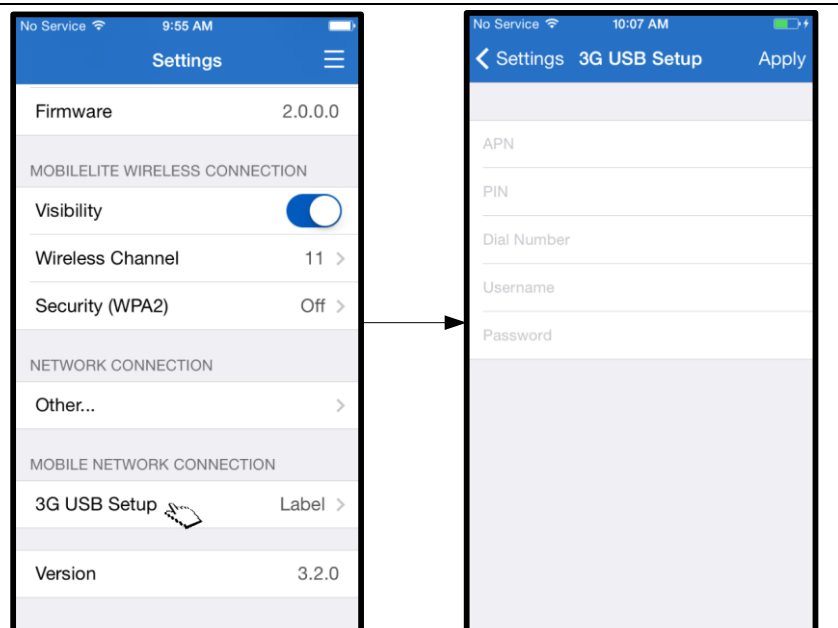 No Service 9:55 AM
Settings
Firmware 2.0.0.0
MOBILELITE WIRELESS CONNECTION
Visibility
Wireless Channel 11
Security (WPA2) Off
NETWORK CONNECTION
Other...
MOBILE NETWORK CONNECTION
3G USB Setup Label
Version 3.2.0
No Service 10:07 AM
Settings 3G USB Setup Apply
APN
PIN
Dial Number
Username
Password